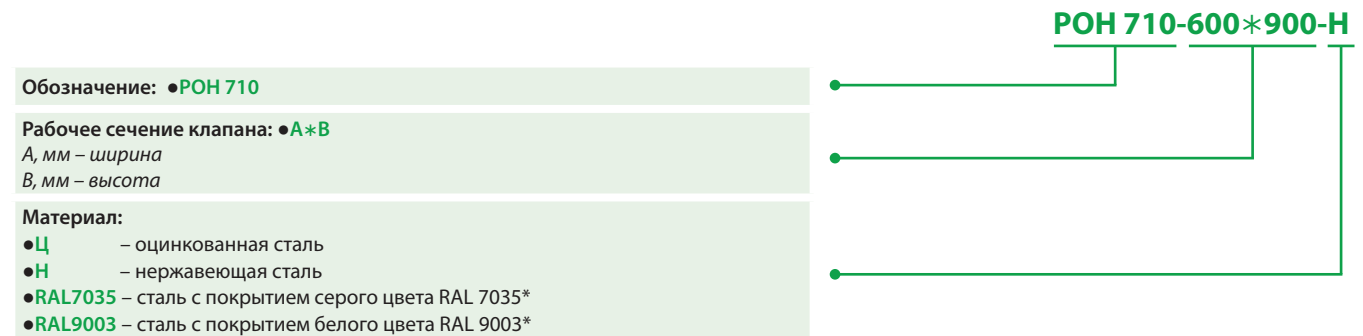 РОН 710-600∗900-Н
Обозначение: ●РОН 710
Рабочее сечение клапана: ●А∗В
А, мм – ширина
В, мм – высота
Материал:
●Ц – оцинкованная сталь
●Н – нержавеющая сталь
●RAL7035 – сталь с покрытием серого цвета RAL 7035*
●RAL9003 – сталь с покрытием белого цвета RAL 9003*